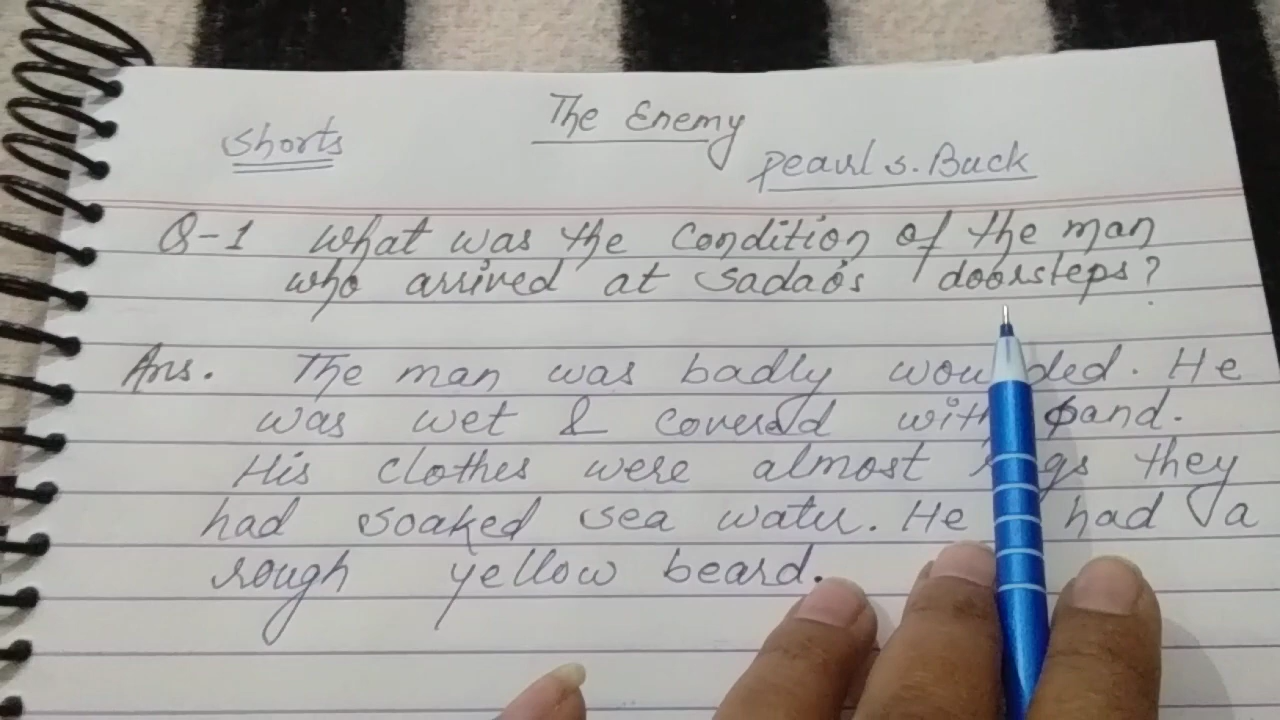 The Enemy
Shorts
Pearl S. Buck
Q-1 What was the condition of the man
who arrived at Sadao's doorsteps?
Ans. The man was badly wounded. He
was wet & covered with sand.
His clothes were almost they
had soaked sea water. He had a
rough yellow beard.